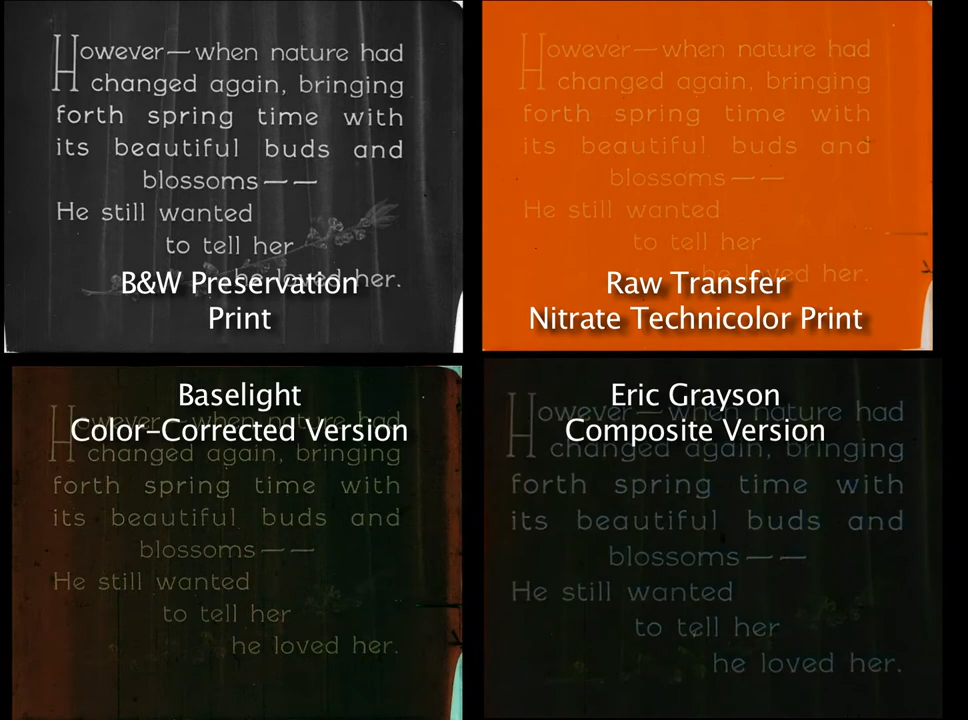 However—when nature had
changed again, bringing
forth spring time with
its beautiful buds and
blossoms— —
He still wanted
to tell her
he loved her.
B&W Preservation
Print
However—when nature had
changed again, bringing
forth spring time with
its beautiful buds and
blossoms— —
He still wanted
to tell her
he loved her.
Raw Transfer
Nitrate Technicolor Print
Baselight
However—when nature had
Color-Corrected Version
changed again, bringing
forth spring time with
its beautiful buds and
blossoms— —
He still wanted
to tell her
he loved her.
Eric Grayson
However—when nature had
Composite Version
changed again, bringing
forth spring time with
its beautiful buds and
blossoms— —
He still wanted
to tell her
he loved her.